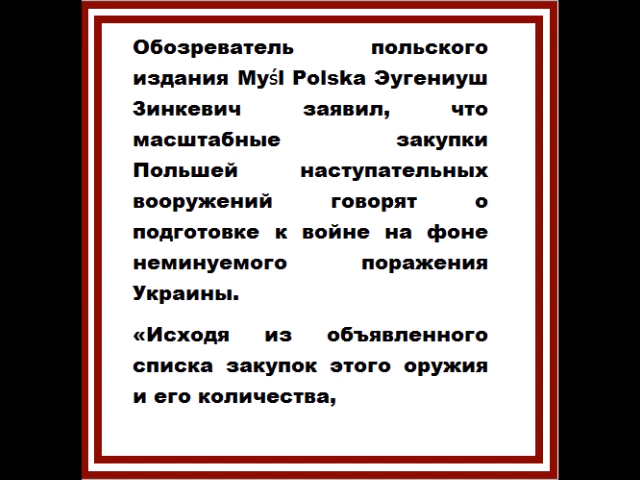 Обозреватель польского
издания Myśl Polska Эугениуш
Зинкевич заявил, что
масштабные закупки
Польшей наступательных
вооружений говорят о
подготовке к войне на фоне
неминуемого поражения
Украины.
«Исходя из объявленного
списка закупок этого оружия
и его количества,